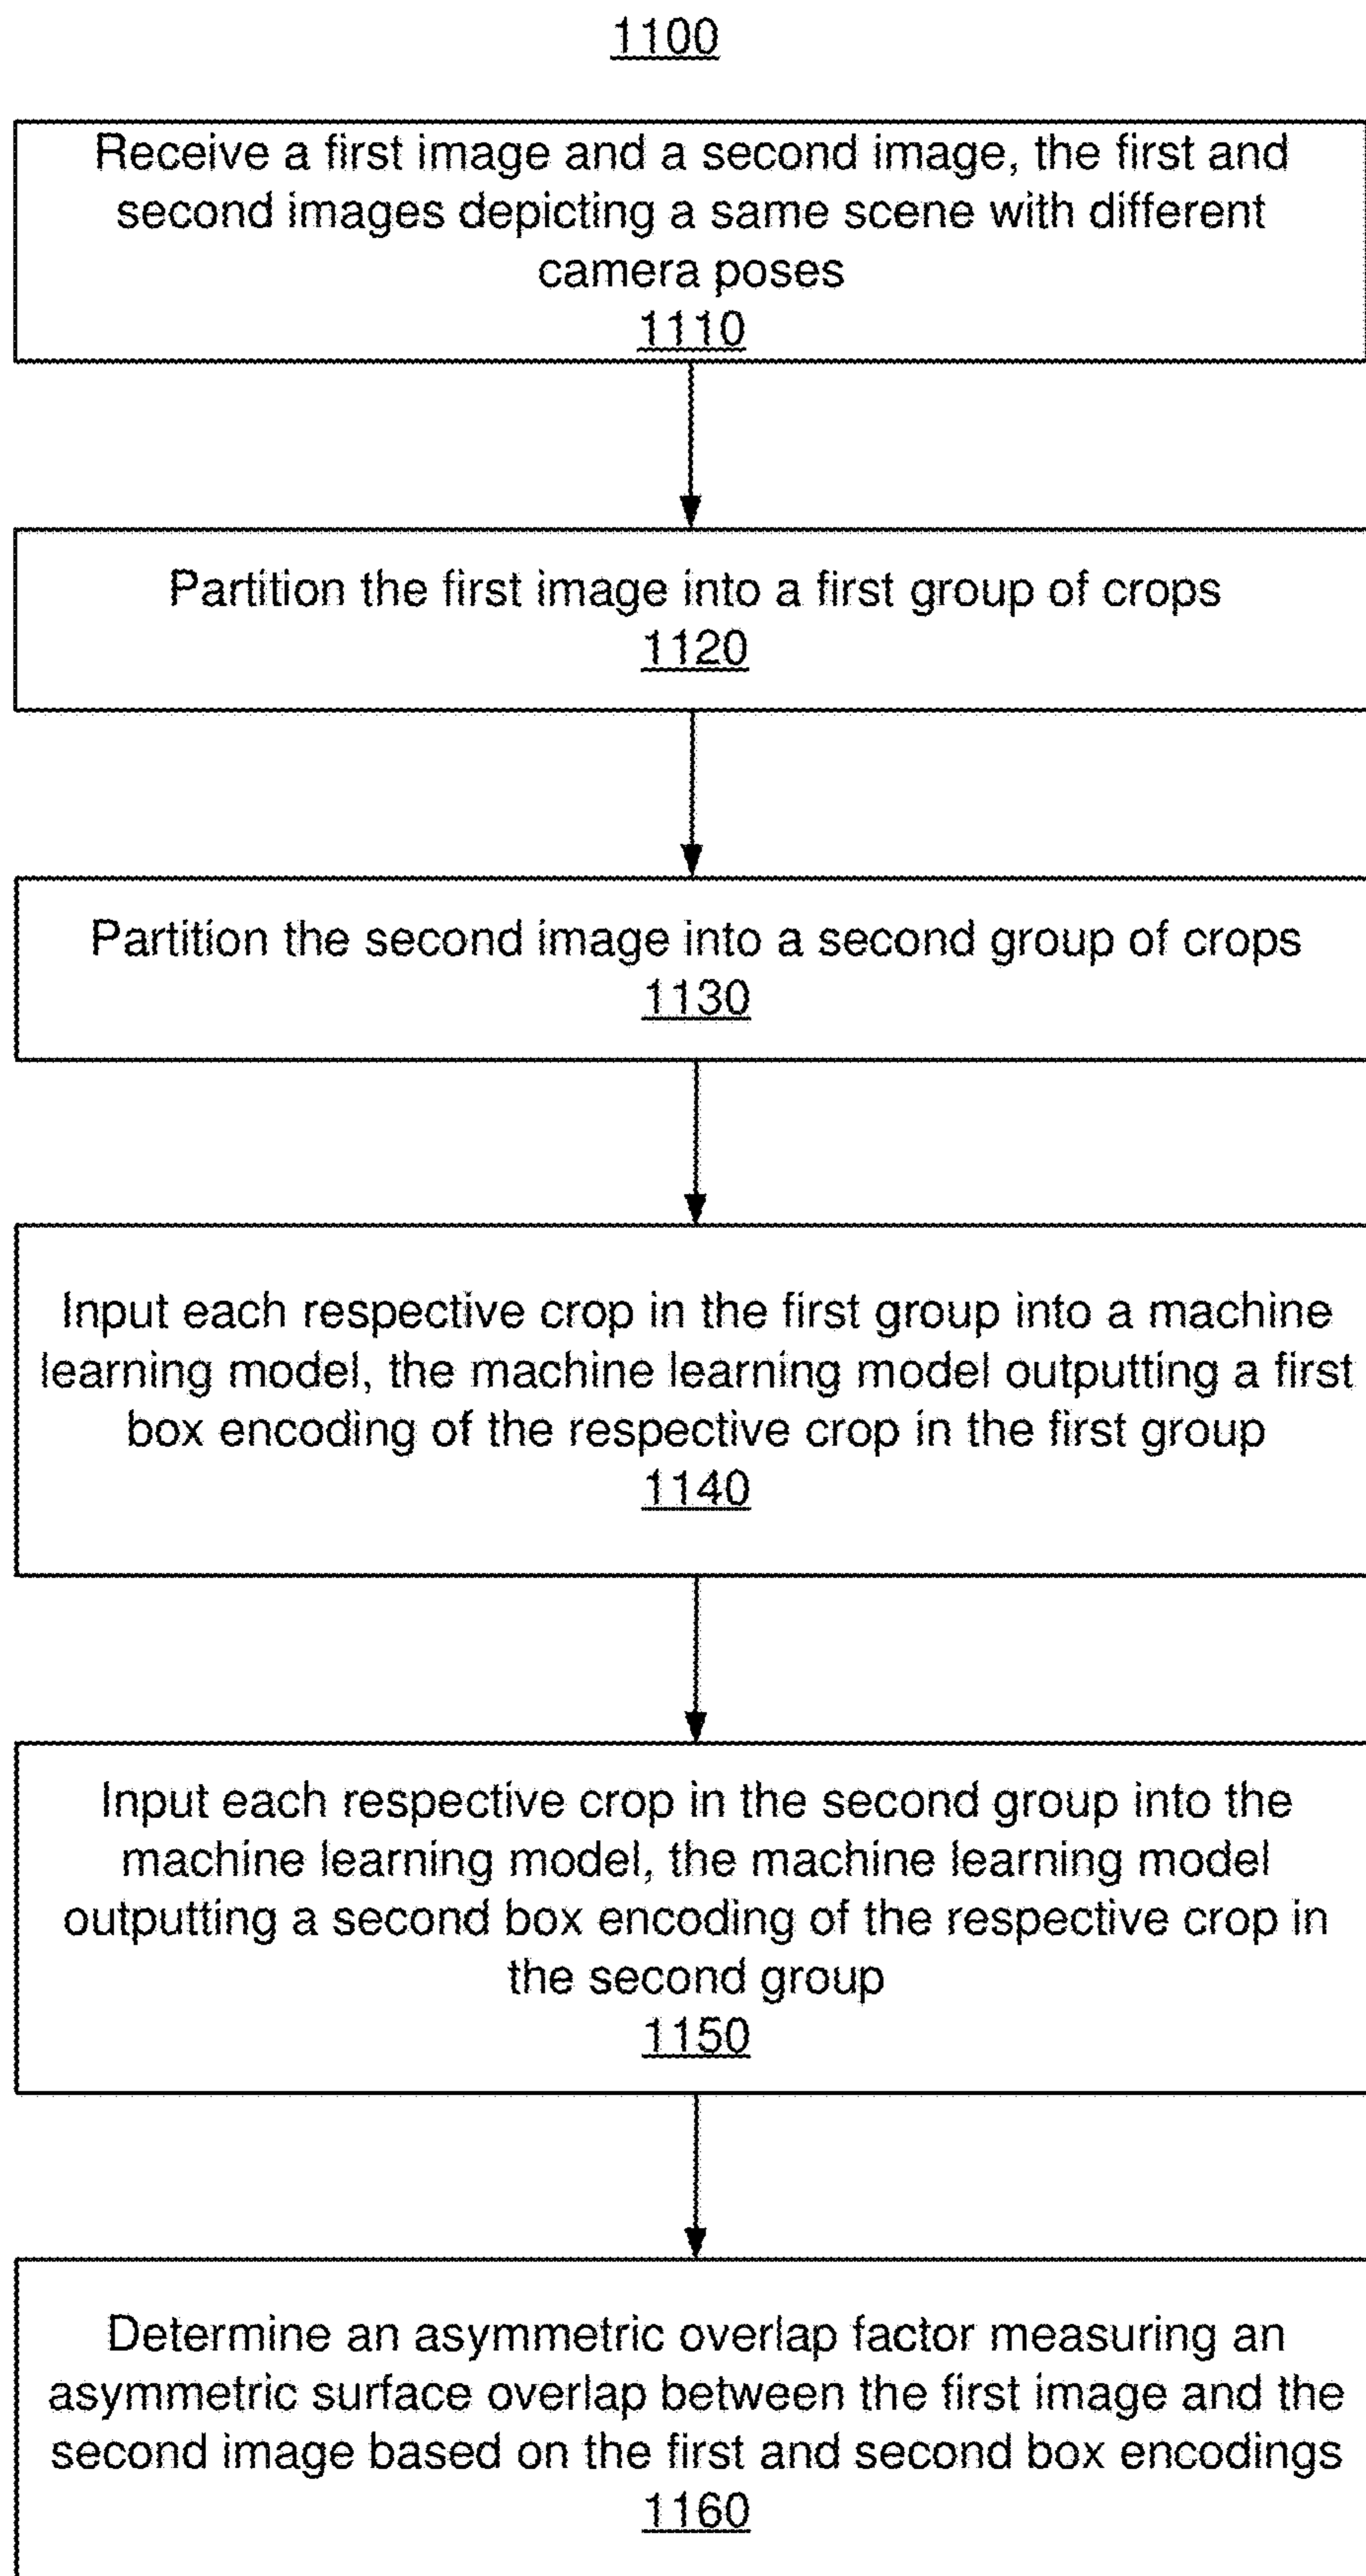 1100
Receive a first image and a second image, the first and
second images depicting a same scene with different
camera poses
1110
Partition the first image into a first group of crops
1120
Partition the second image into a second group of crops
1130
Input each respective crop in the first group into a machine
learning model, the machine learning model outputting a first
box encoding of the respective crop in the first group
1140
Input each respective crop in the second group into the
machine learning model, the machine learning model
outputting a second box encoding of the respective crop in
the second group
1150
Determine an asymmetric overlap factor measuring an
asymmetric surface overlap between the first image and the
second image based on the first and second box encodings
1160